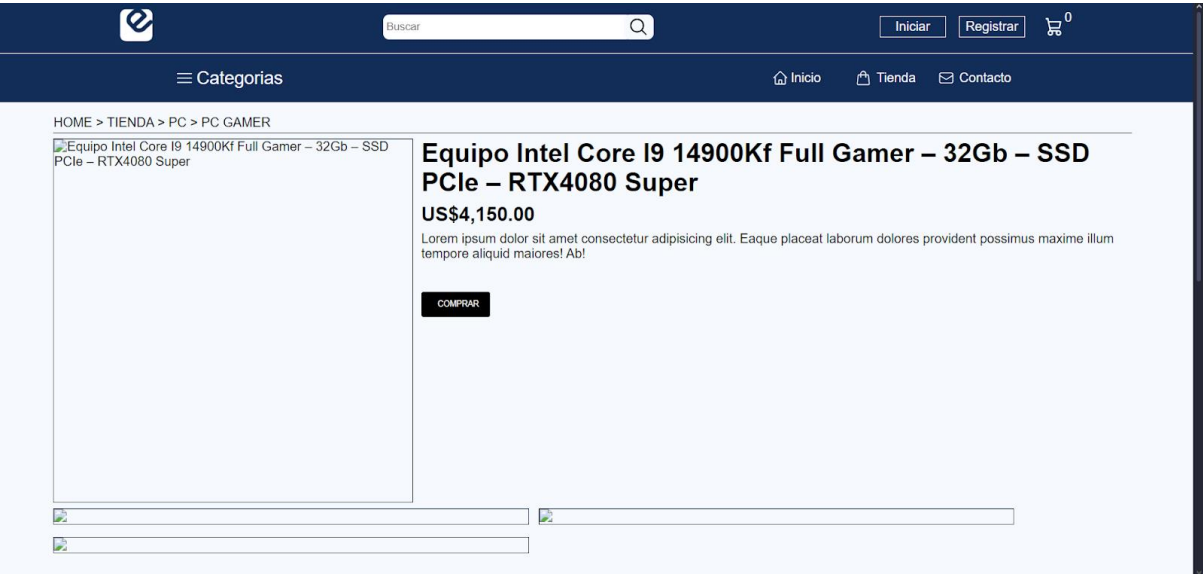 Buscar
Iniciar
Registrar
0
Categorias
Inicio
Tienda
Contacto
HOME > TIENDA > PC > PC GAMER
Equipo Intel Core I9 14900Kf Full Gamer – 32Gb – SSD
PCIe – RTX4080 Super
Equipo Intel Core I9 14900Kf Full Gamer – 32Gb – SSD
PCIe – RTX4080 Super
US$4,150.00
Lorem ipsum dolor sit amet consectetur adipisicing elit. Eaque placeat laborum dolores provident possimus maxime illum
tempore aliquid maiores! Ab!
COMPRAR